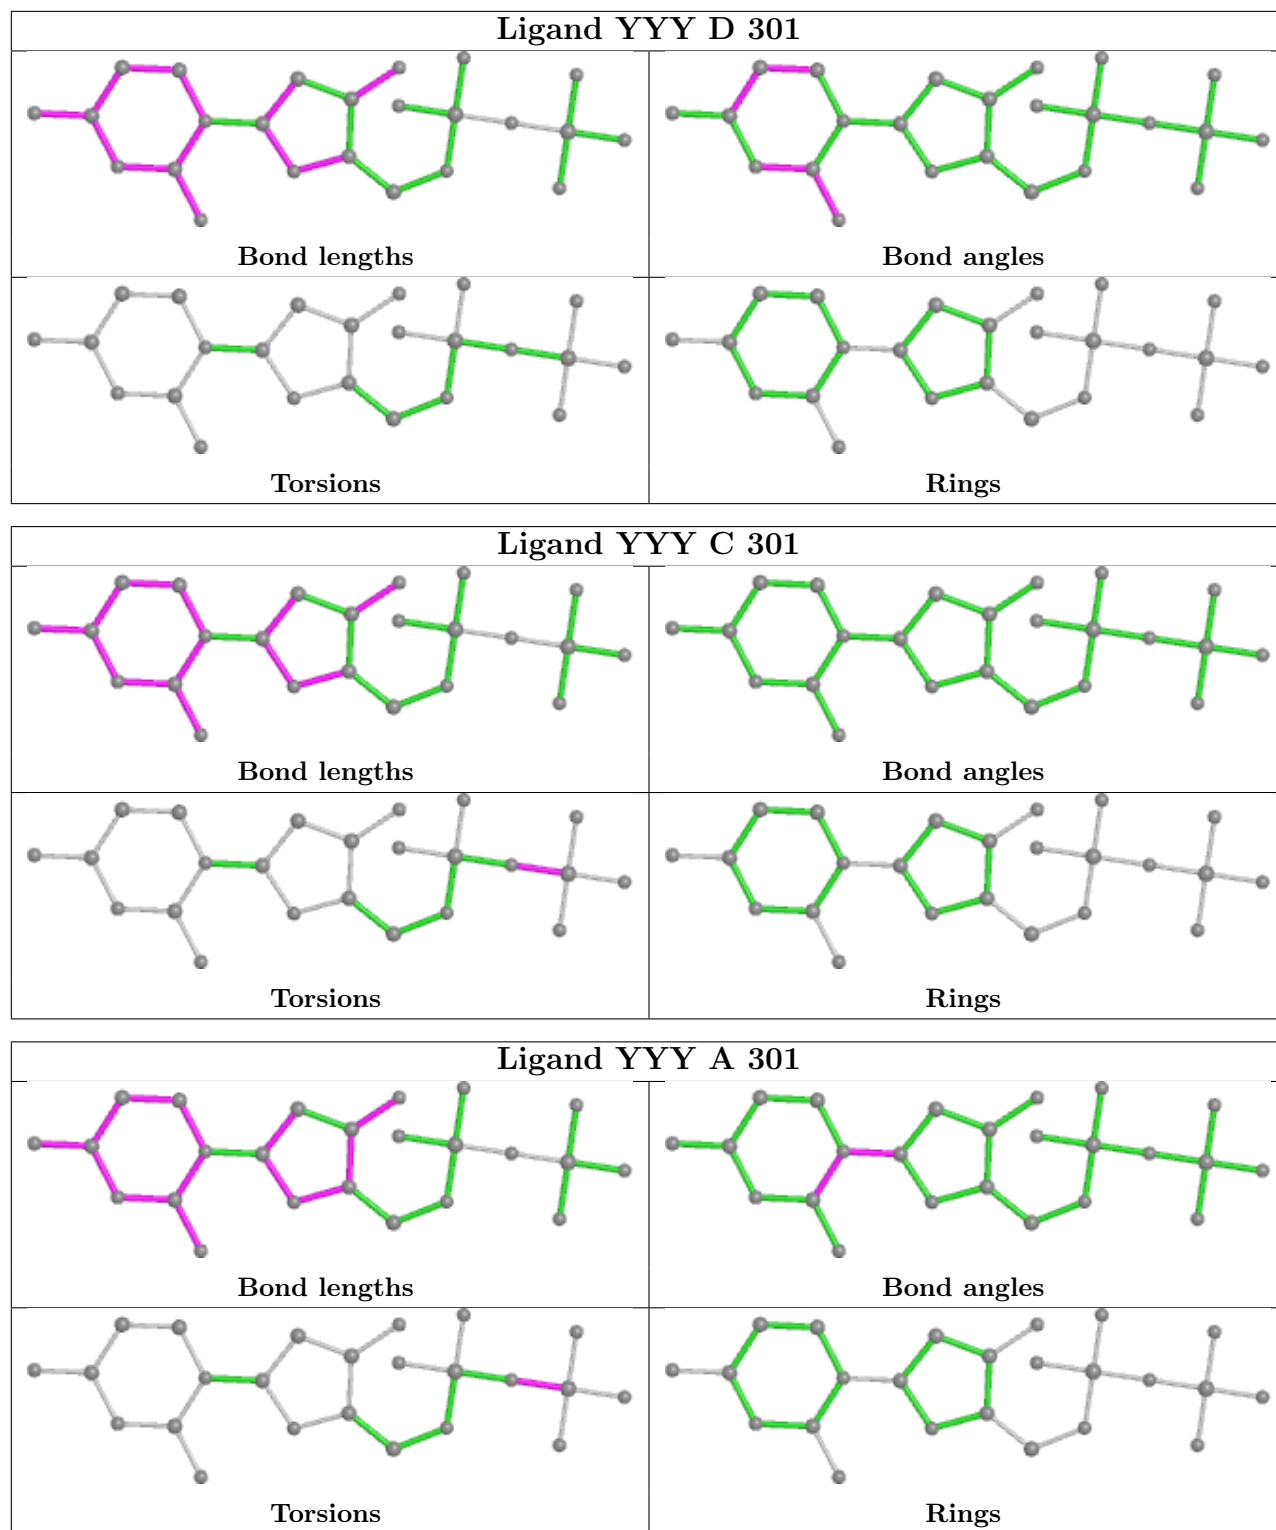 Ligand YYY D 301
Bond lengths
Bond angles
Torsions
Rings
Ligand YYY C 301
Bond lengths
Bond angles
Torsions
Rings
Ligand YYY A 301
Bond lengths
Bond angles
Torsions
Rings